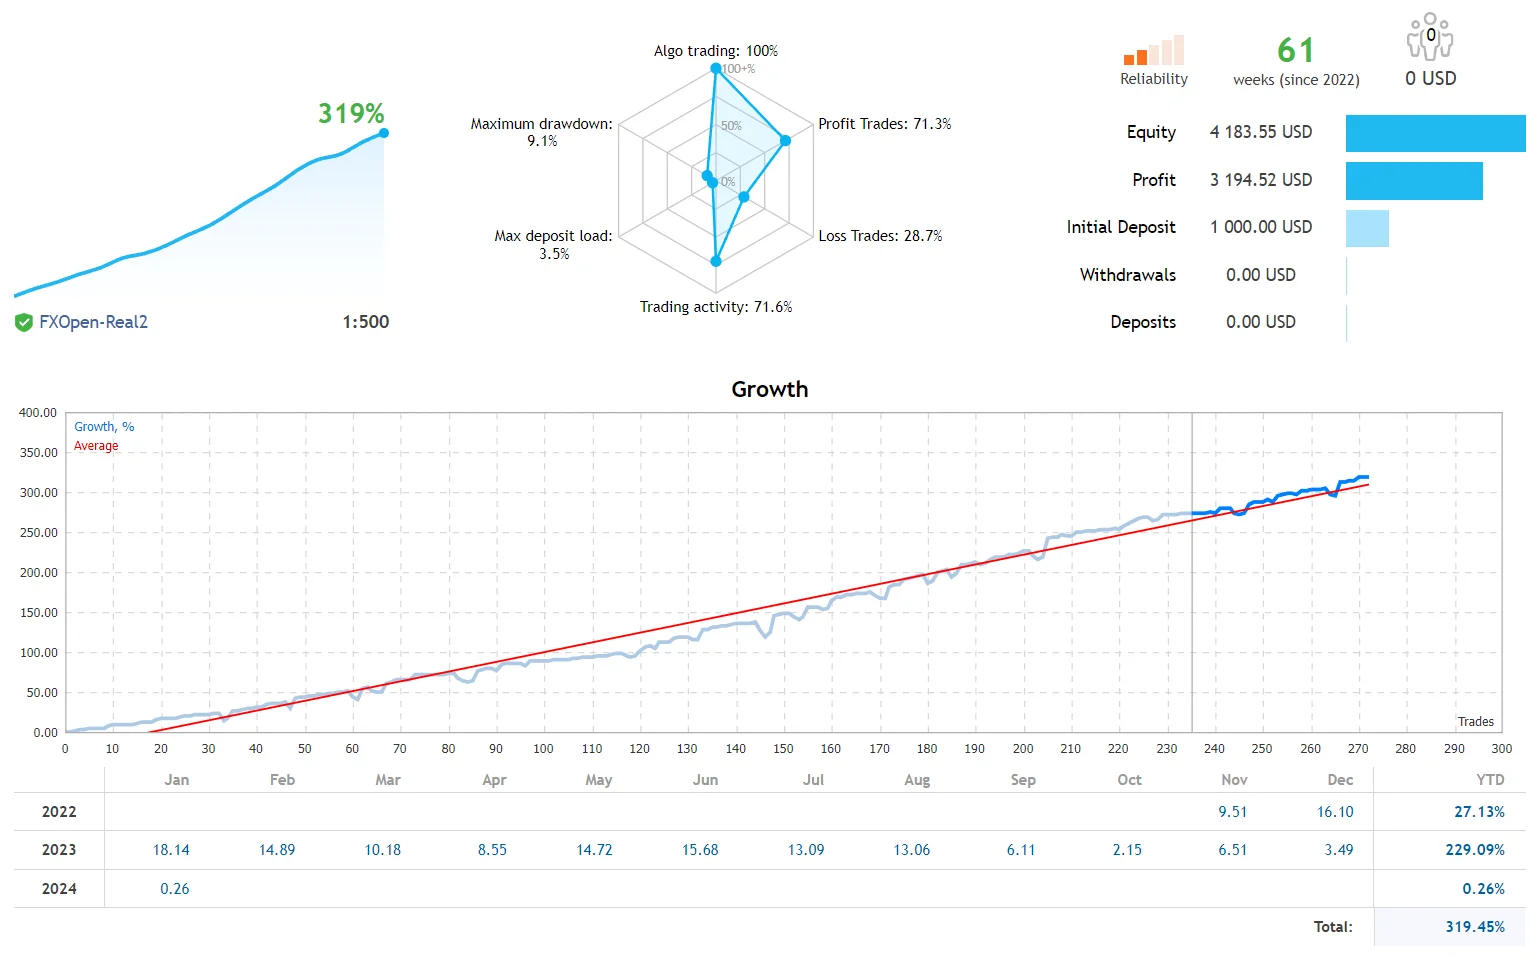 319%
FXOpen-Real2 1:500
Algo trading: 100%
100+%
50%
0%
Maximum drawdown:
9.1%
Profit Trades: 71.3%
Max deposit load:
3.5%
Loss Trades: 28.7%
Trading activity: 71.6%
Reliability
61
weeks (since 2022)
0
0 USD
Equity 4 183.55 USD
Profit 3 194.52 USD
Initial Deposit 1 000.00 USD
Withdrawals 0.00 USD
Deposits 0.00 USD
Growth
Growth, %
Average
400.00
350.00
300.00
250.00
200.00
150.00
100.00
50.00
0.00
Trades
0 10 20 30 40 50 60 70 80 90 100 110 120 130 140 150 160 170 180 190 200 210 220 230 240 250 260 270 280 290 300
Jan Feb Mar Apr May Jun Jul Aug Sep Oct Nov Dec YTD
2022 9.51 16.10 27.13%
2023 18.14 14.89 10.18 8.55 14.72 15.68 13.09 13.06 6.11 2.15 6.51 3.49 229.09%
2024 0.26 0.26%
Total: 319.45%